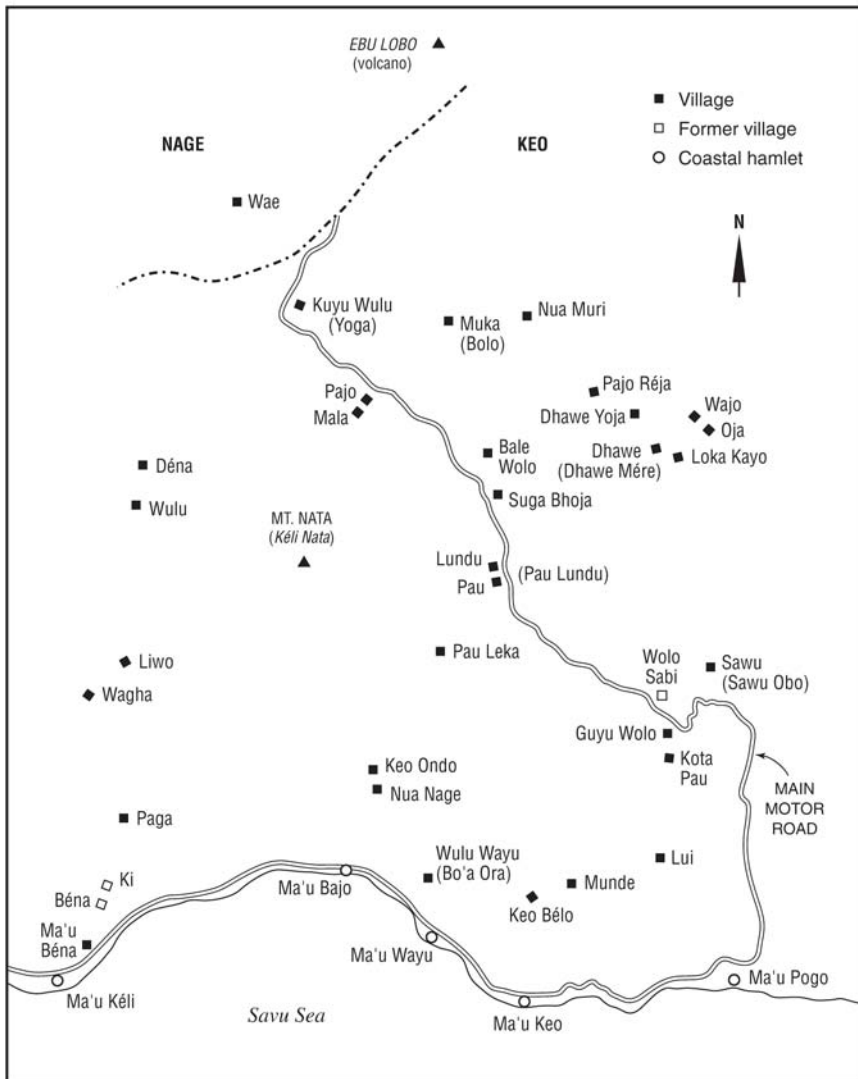 EBU LOBO
(volcano)
Village
Former village
Coastal hamlet
NAGE
KEO
Wae
N
Kuyu Wulu
(Yoga)
Muka
(Bolo)
Nua Muri
Pajo
Mala
Pajo Réja
Dhawe Yoja
Wajo
Oja
Bale
Wolo
Dhawe
(Dhawe Mére)
Loka Kayo
Déna
Wulu
Suga Bhoja
MT. NATA
(Kéli Nata)
Lundu
Pau
(Pau Lundu)
Liwo
Wagha
Pau Leka
Wolo
Sabi
Sawu
(Sawu Obo)
Guyu Wolo
Kota
Pau
MAIN
MOTOR
ROAD
Keo Ondo
Nua Nage
Paga
Wulu Wayu
(Bo'a Ora)
Lui
Munde
Keo Bélo
Ki
Béna
Ma'u
Béna
Ma'u Bajo
Ma'u Wayu
Ma'u Pogo
Ma'u Kéli
Ma'u Keo
Savu Sea